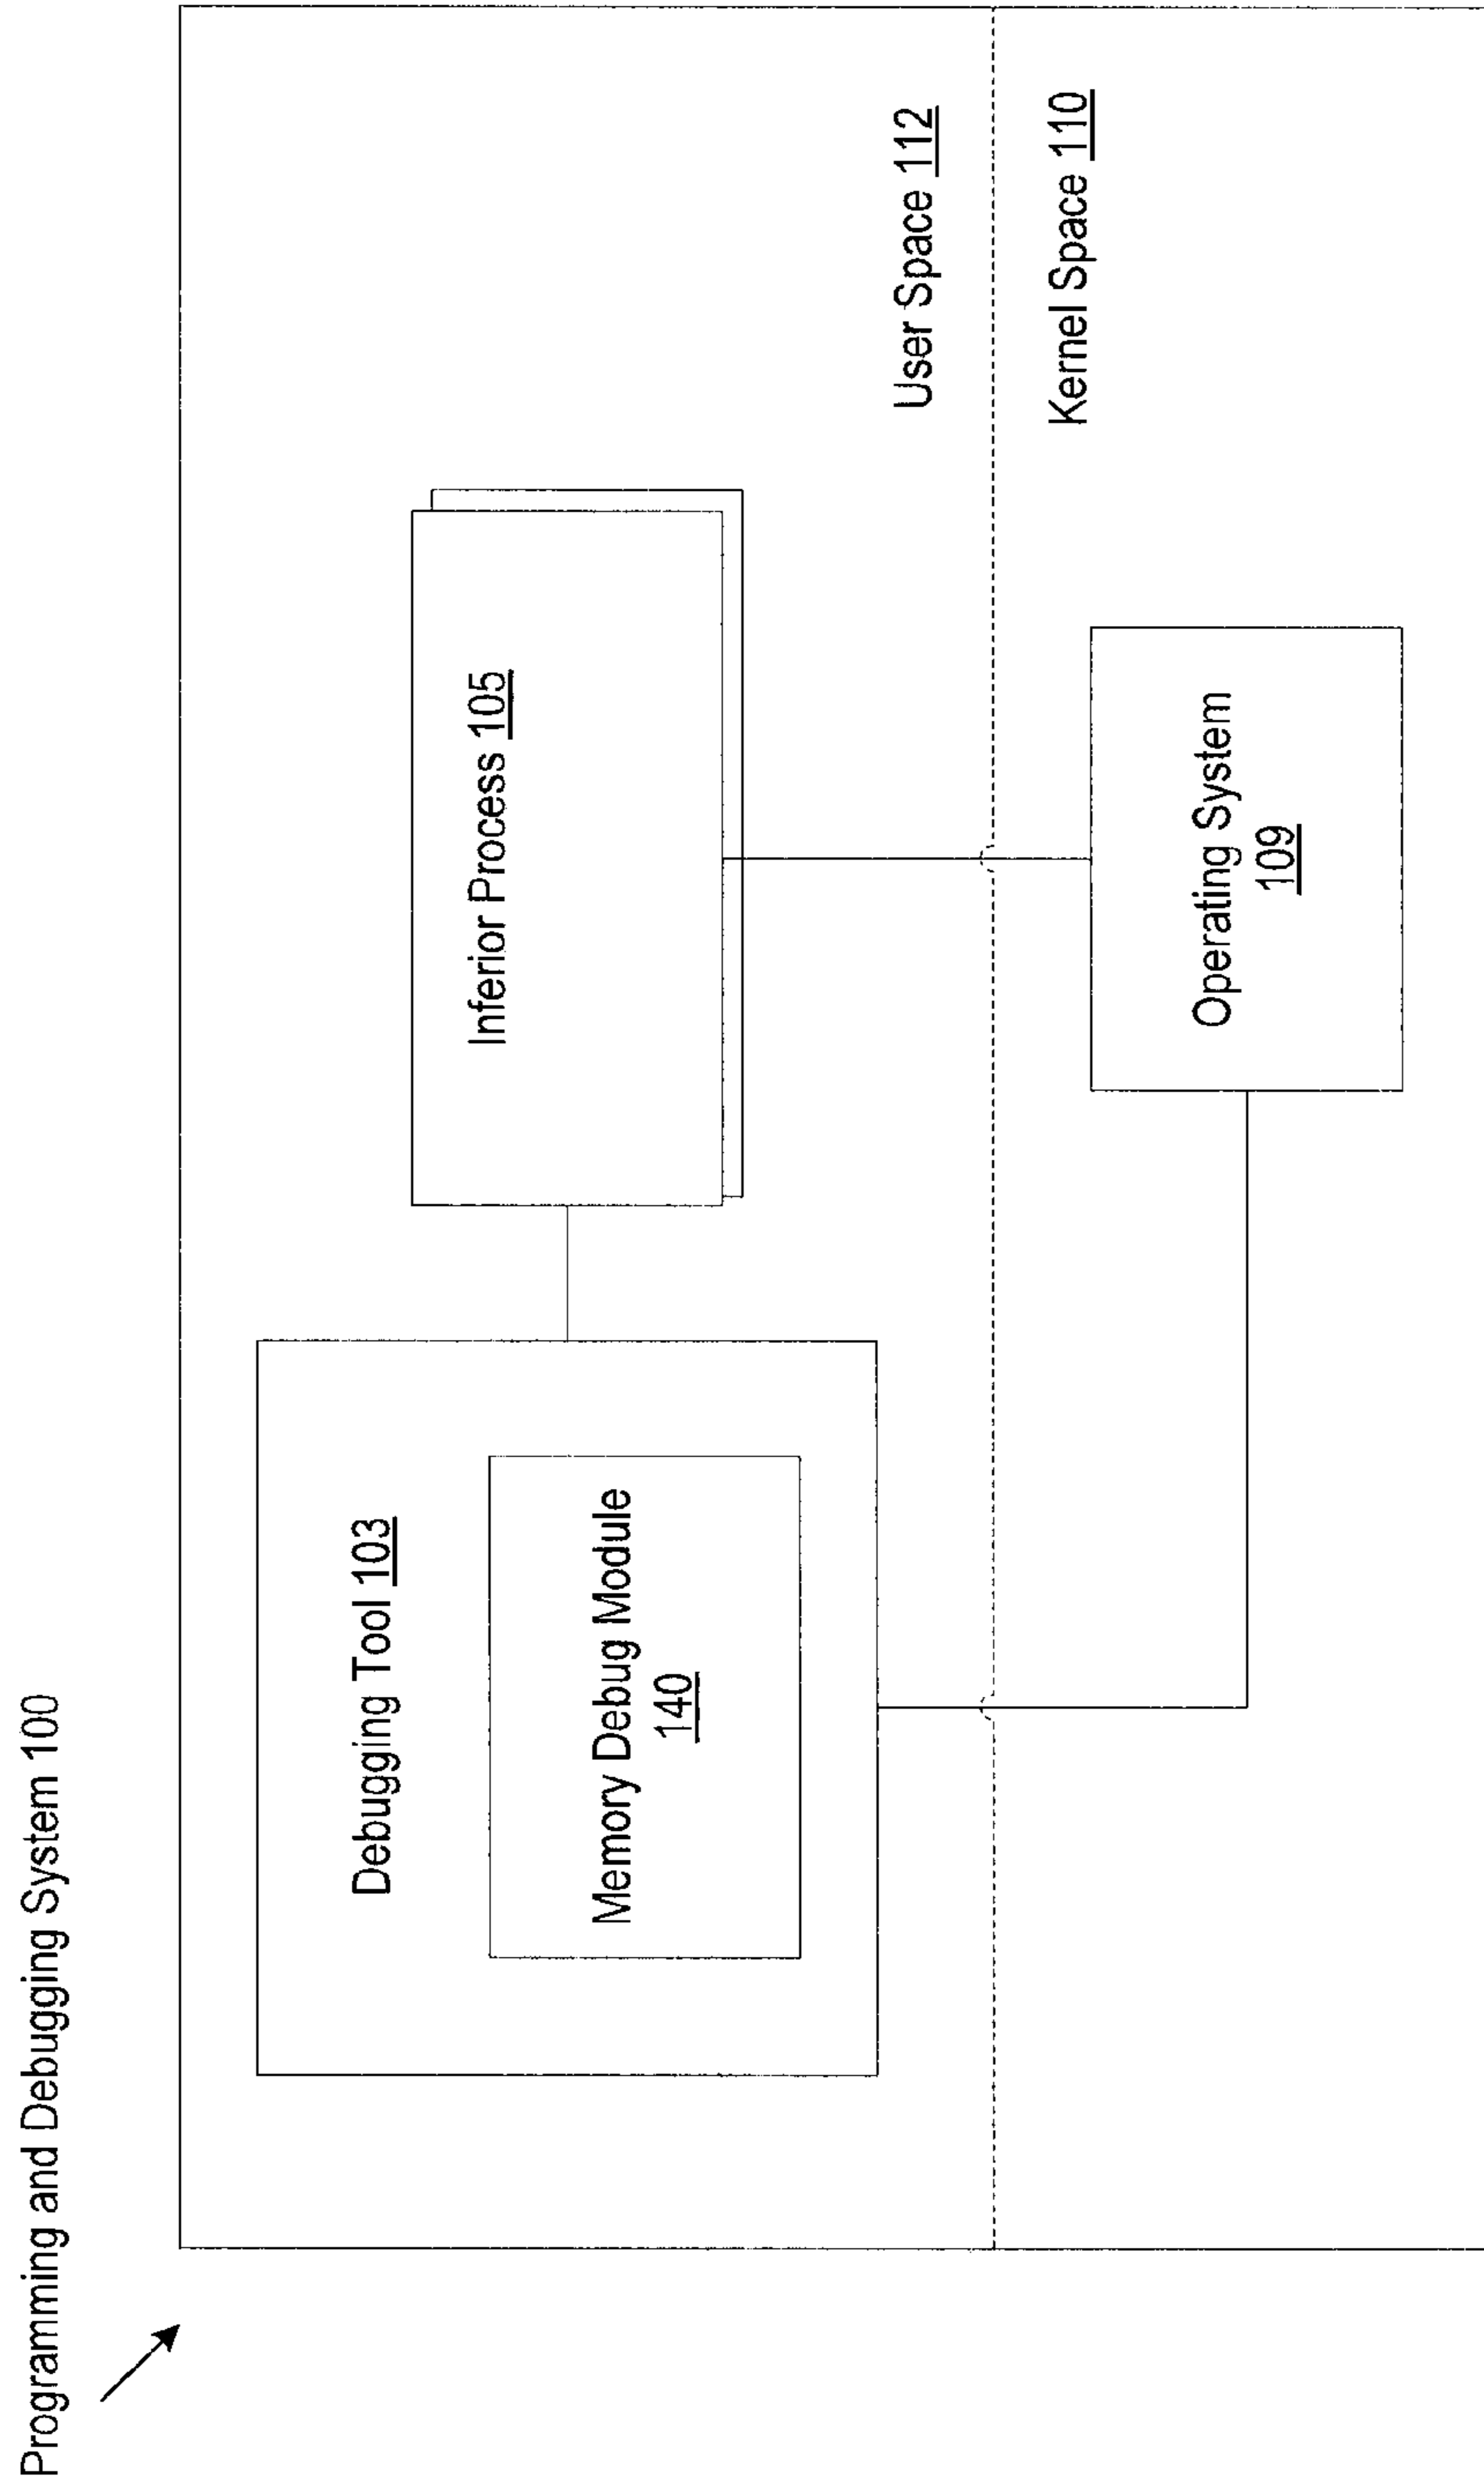 Programming and Debugging System 100
Debugging Tool 103
Memory Debug Module
140
Inferior Process 105
User Space 112
Kernel Space 110
Operating System
109